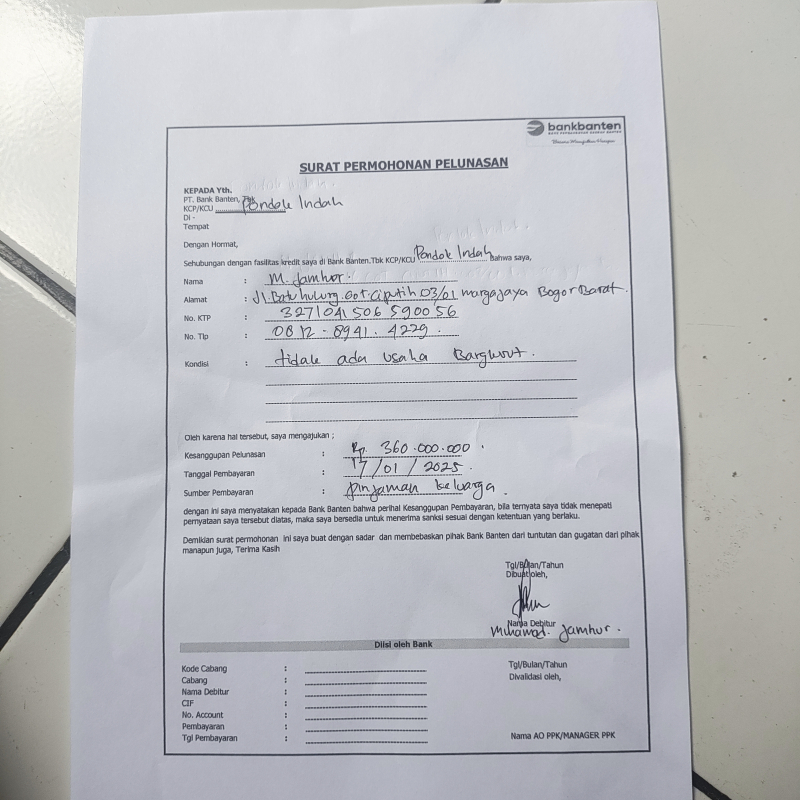 bankbanten
SURAT PERMOHONAN PELUNASAN
KEPADA Yth.
PT. Bank Banten, Tbk
KCP/KCU Pondok Indah
Di -
Tempat
Dengan Hormat,
Sehubungan dengan fasilitas kredit saya di Bank Banten.Tbk KCP/KCU Pondok Indah Bahwa saya,
Nama : M. Jamhur.
Alamat : Jl. Batuhulung. Got. Ciputih 03/01 margajaya Bogor Barat.
No. KTP : 3271041506590056
No. Tlp : 0812-8941.4229.
Kondisi : tidak ada usaha Bangkrut.
Oleh karena hal tersebut, saya mengajukan ;
Kesanggupan Pelunasan : Rp. 360.000.000.
Tanggal Pembayaran : 17/01/2025.
Sumber Pembayaran : pinjaman keluarga.
dengan ini saya menyatakan kepada Bank Banten bahwa perihal Kesanggupan Pembayaran, bila ternyata saya tidak menepati
pernyataan saya tersebut diatas, maka saya bersedia untuk menerima sanksi sesuai dengan ketentuan yang berlaku.
Demikian surat permohonan ini saya buat dengan sadar dan membebaskan pihak Bank Banten dari tuntutan dan gugatan dari pihak
manapun juga, Terima Kasih
Tgl/Bulan/Tahun
Dibuat oleh,
Nama Debitur
Jamhur.
Diisi oleh Bank
Kode Cabang :
Cabang :
Nama Debitur :
CIF :
No. Account :
Pembayaran :
Tgl Pembayaran :
Tgl/Bulan/Tahun
Divalidasi oleh,
Nama AO PPK/MANAGER PPK